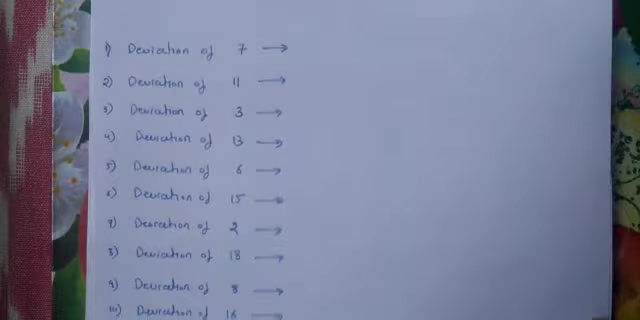 1) Deviation of 7 →
2) Deviation of 11 →
3) Deviation of 3 →
4) Deviation of 13 →
5) Deviation of 6 →
6) Deviation of 15 →
7) Deviation of 2 →
8) Deviation of 18 →
9) Deviation of 8 →
10) Deviation of 16 →